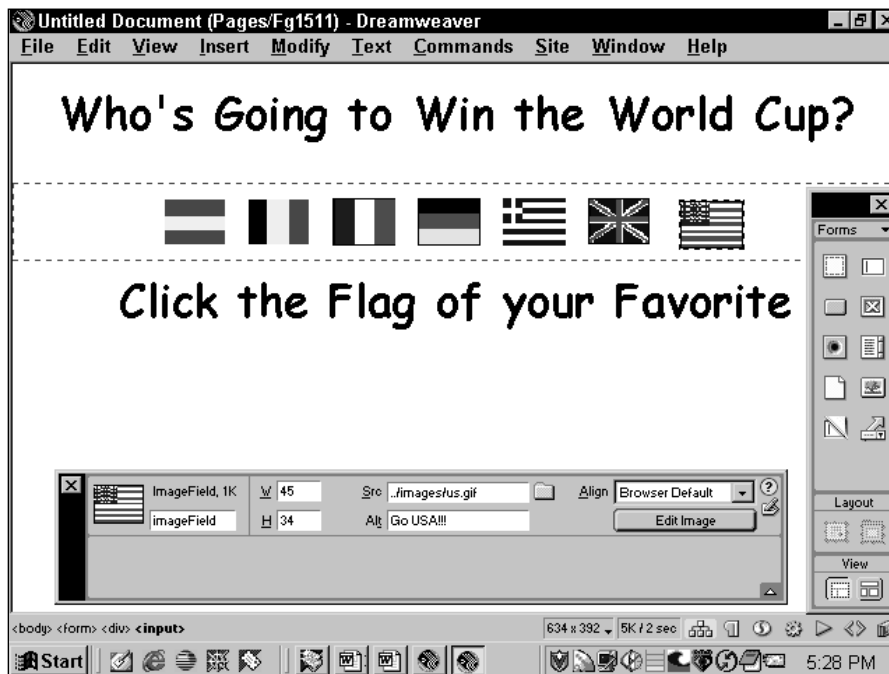 Untitled Document (Pages/Fg1511) - Dreamweaver
File Edit View Insert Modify Text Commands Site Window Help
Who's Going to Win the World Cup?
Click the Flag of your Favorite
Forms
Layout
View
ImageField, 1K W 45 Src ../images/us.gif Align Browser Default
imageField H 34 Alt Go USA!!! Edit Image
<body> <form> <div> <input> 634 x 392 5K / 2 sec
Start 5:28 PM